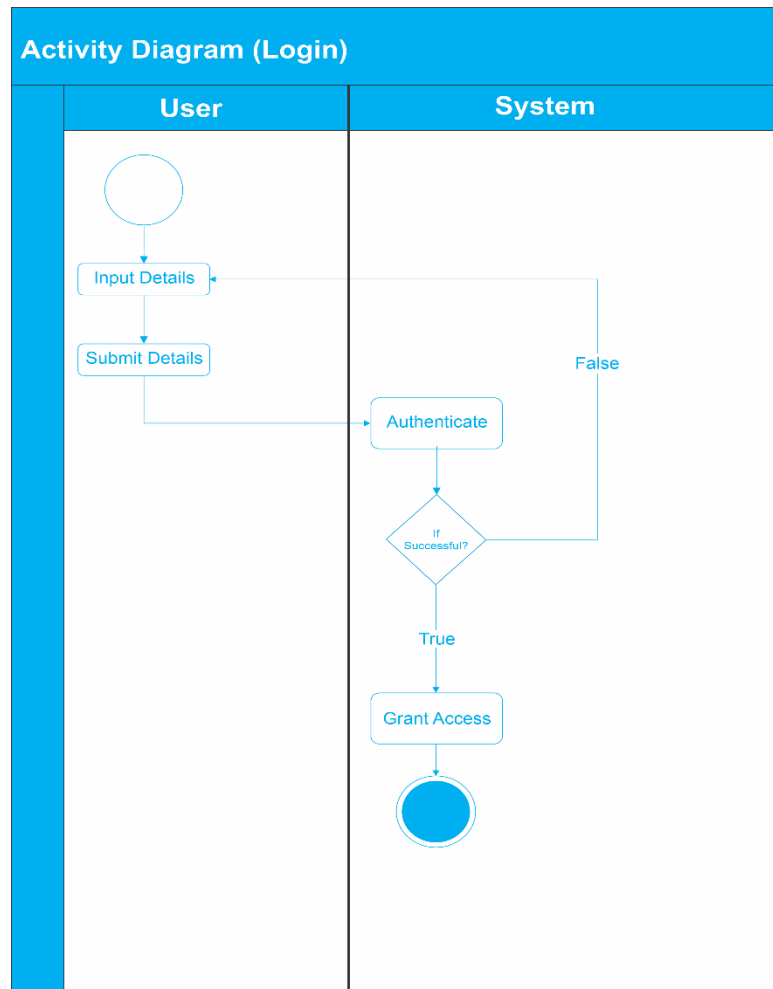 Activity Diagram (Login)
User
System
Input Details
Submit Details
False
Authenticate
If
Successful?
True
Grant Access